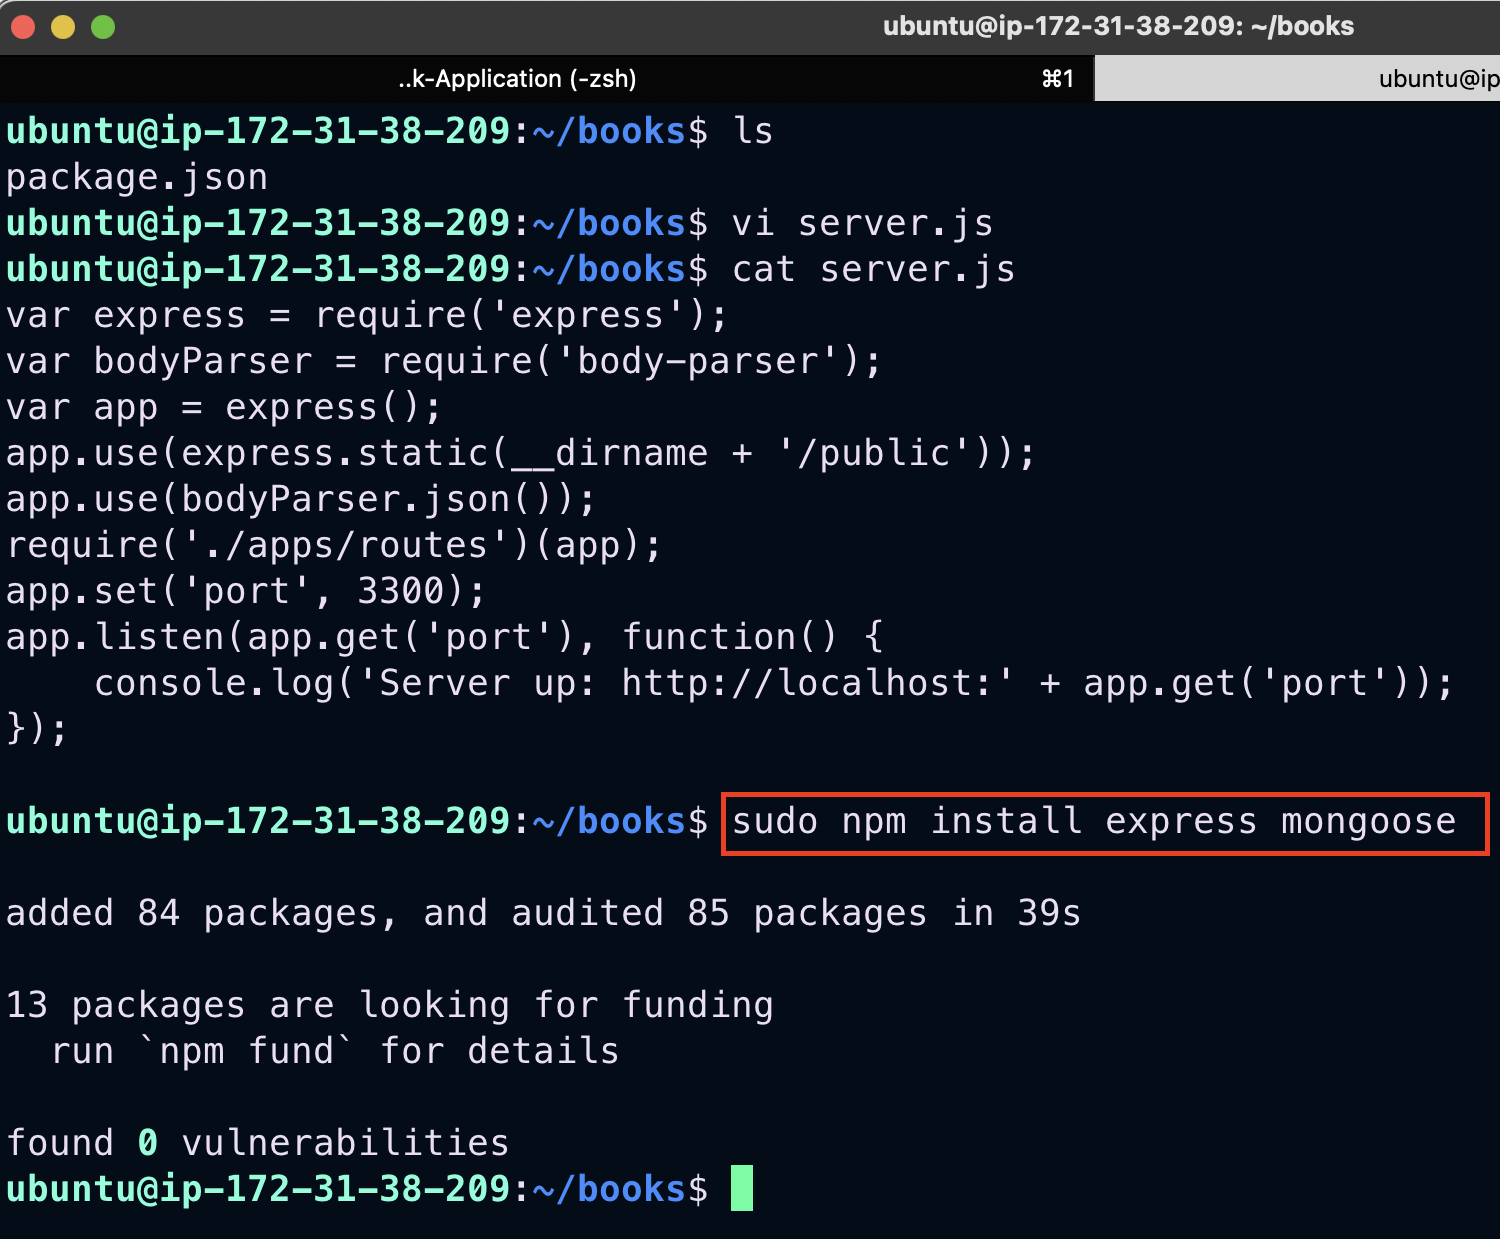 ubuntu@ip-172-31-38-209: ~/books
..k-Application (-zsh) ⌘1 ubuntu@ip
ubuntu@ip-172-31-38-209:~/books$ ls
package.json
ubuntu@ip-172-31-38-209:~/books$ vi server.js
ubuntu@ip-172-31-38-209:~/books$ cat server.js
var express = require('express');
var bodyParser = require('body-parser');
var app = express();
app.use(express.static(__dirname + '/public'));
app.use(bodyParser.json());
require('./apps/routes')(app);
app.set('port', 3300);
app.listen(app.get('port'), function() {
    console.log('Server up: http://localhost:' + app.get('port'));
});
ubuntu@ip-172-31-38-209:~/books$ sudo npm install express mongoose
added 84 packages, and audited 85 packages in 39s
13 packages are looking for funding
  run `npm fund` for details
found 0 vulnerabilities
ubuntu@ip-172-31-38-209:~/books$